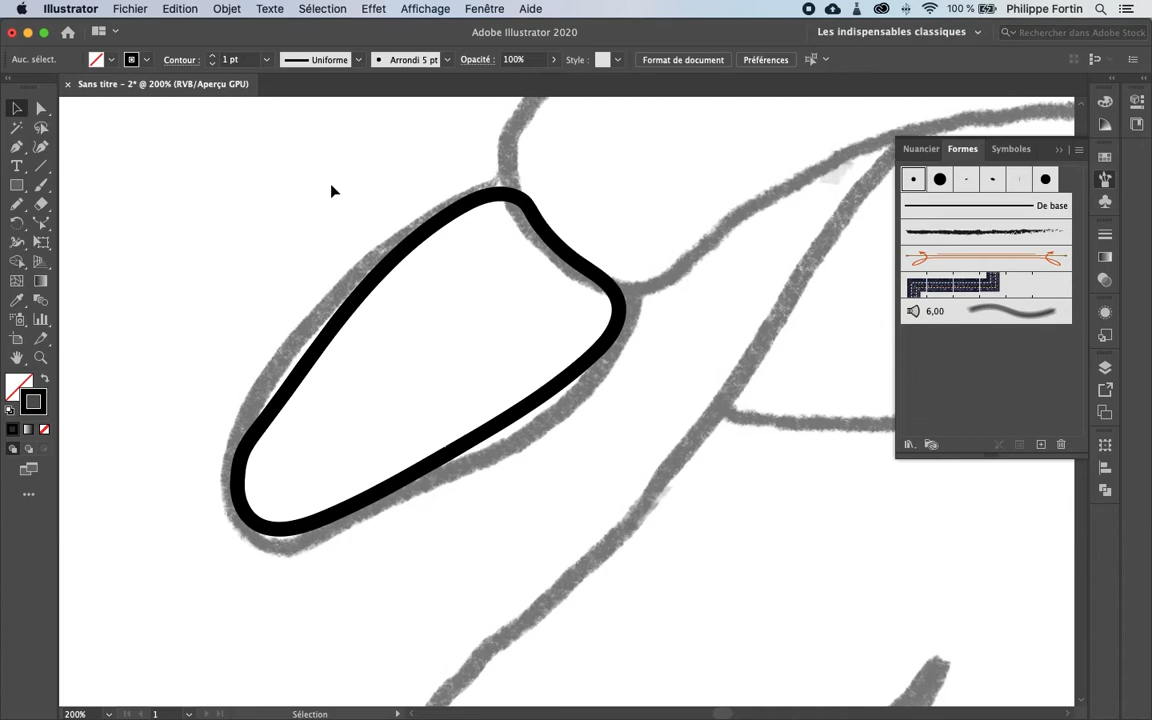 Illustrator Fichier Edition Objet Texte Sélection Effet Affichage Fenêtre Aide 100 % Philippe Fortin
Adobe Illustrator 2020 Les indispensables classiques Rechercher dans Adobe Stock
Auc. sélect. Contour : 1 pt Uniforme Arrondi 5 pt Opacité : 100% Style : Format de document Préférences
× Sans titre - 2* @ 200% (RVB/Aperçu GPU)
Nuancier Formes Symboles
De base
6,00
200% 1 Sélection